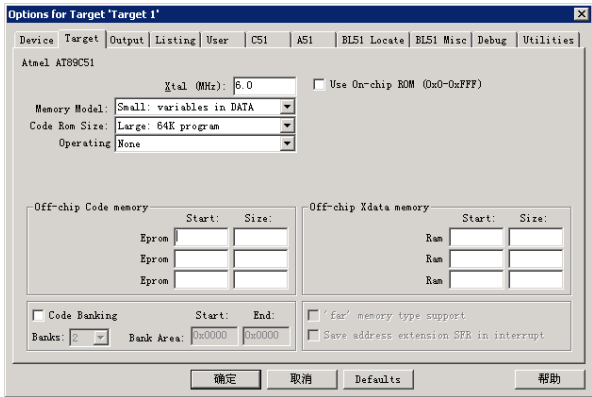 Options for Target 'Target 1'
Device Target Output Listing User C51 A51 BL51 Locate BL51 Misc Debug Utilities
Atmel AT89C51
Xtal (MHz): 6.0 Use On-chip ROM (0x0-0xFFF)
Memory Model: Small: variables in DATA
Code Rom Size: Large: 64K program
Operating None
Off-chip Code memory Off-chip Xdata memory
Start: Size: Start: Size:
Eprom Ram
Eprom Ram
Eprom Ram
Code Banking Start: End: 'far' memory type support
Banks: 2 Bank Area: 0x0000 0x0000 Save address extension SFR in interrupt
确定 取消 Defaults 帮助